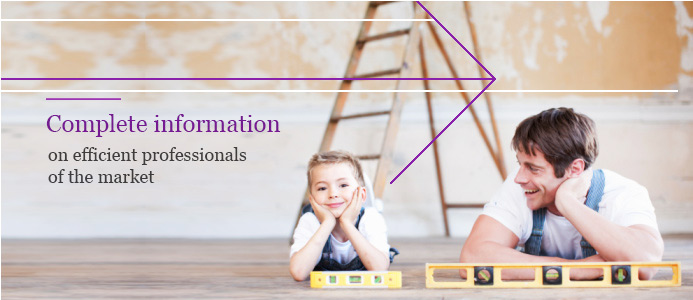 Complete information
on efficient professionals
of the market